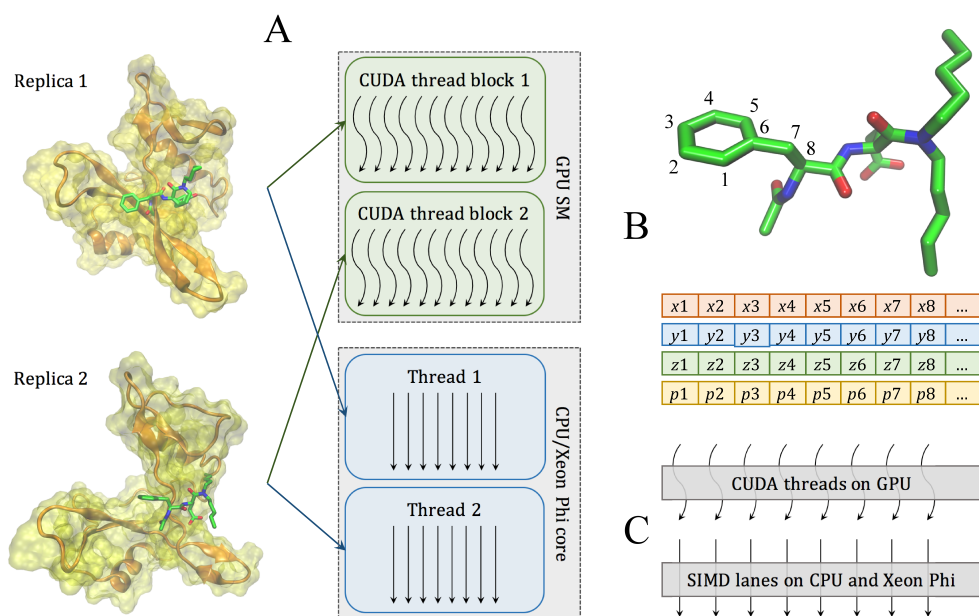 A
Replica 1
CUDA thread block 1
CUDA thread block 2
GPU SM
Replica 2
Thread 1
Thread 2
CPU/Xeon Phi core
4
5
3
6
7
2
1
8
B
x1 x2 x3 x4 x5 x6 x7 x8 ...
y1 y2 y3 y4 y5 y6 y7 y8 ...
z1 z2 z3 z4 z5 z6 z7 z8 ...
p1 p2 p3 p4 p5 p6 p7 p8 ...
CUDA threads on GPU
C
SIMD lanes on CPU and Xeon Phi